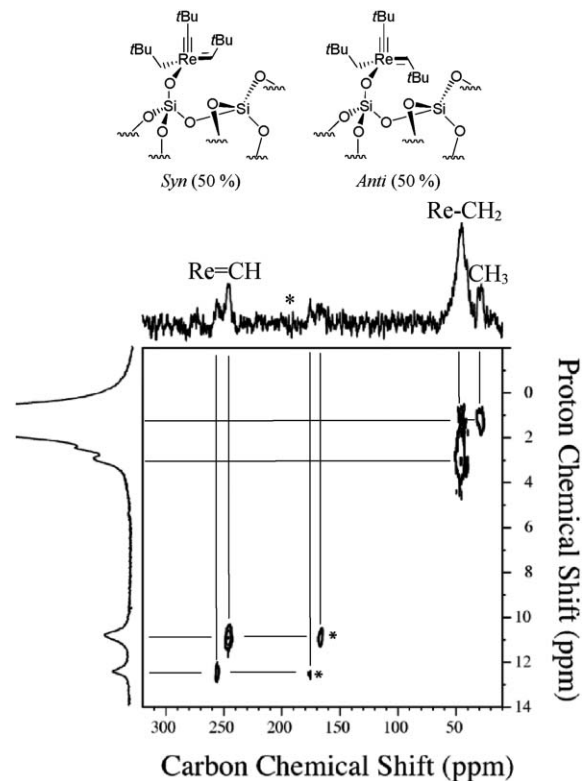 tBu tBu
tBu tBu tBu tBu
Re Re
O O
O Si O Si O Si O Si
O O O O O O O O
Syn (50 %) Anti (50 %)
Re-CH2
Re=CH CH3
*
0
2
4
6
8
10
*
12
*
14
300 250 200 150 100 50
Carbon Chemical Shift (ppm)
Proton Chemical Shift (ppm)